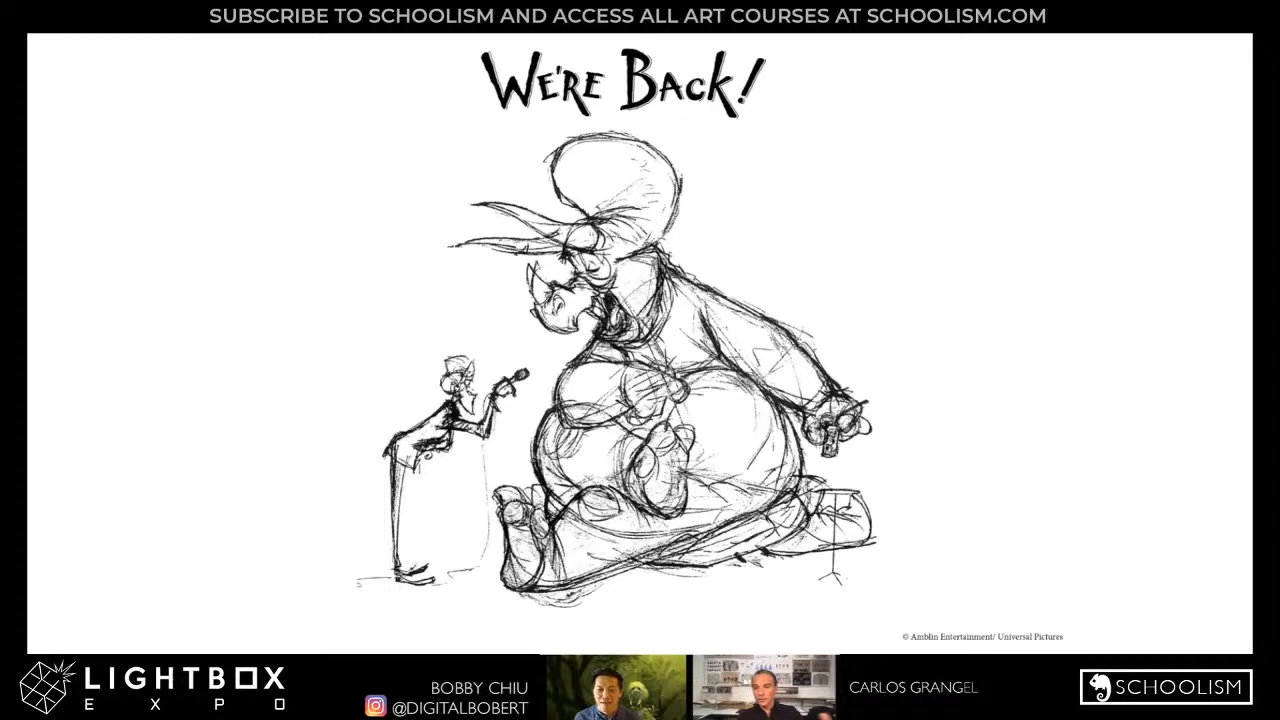 SUBSCRIBE TO SCHOOLISM AND ACCESS ALL ART COURSES AT SCHOOLISM.COM
WE'RE BACK!
© Amblin Entertainment/ Universal Pictures
LIGHTBOX
EXPO
BOBBY CHIU
@DIGITALBOBERT
CARLOS GRANGEL
SCHOOLISM